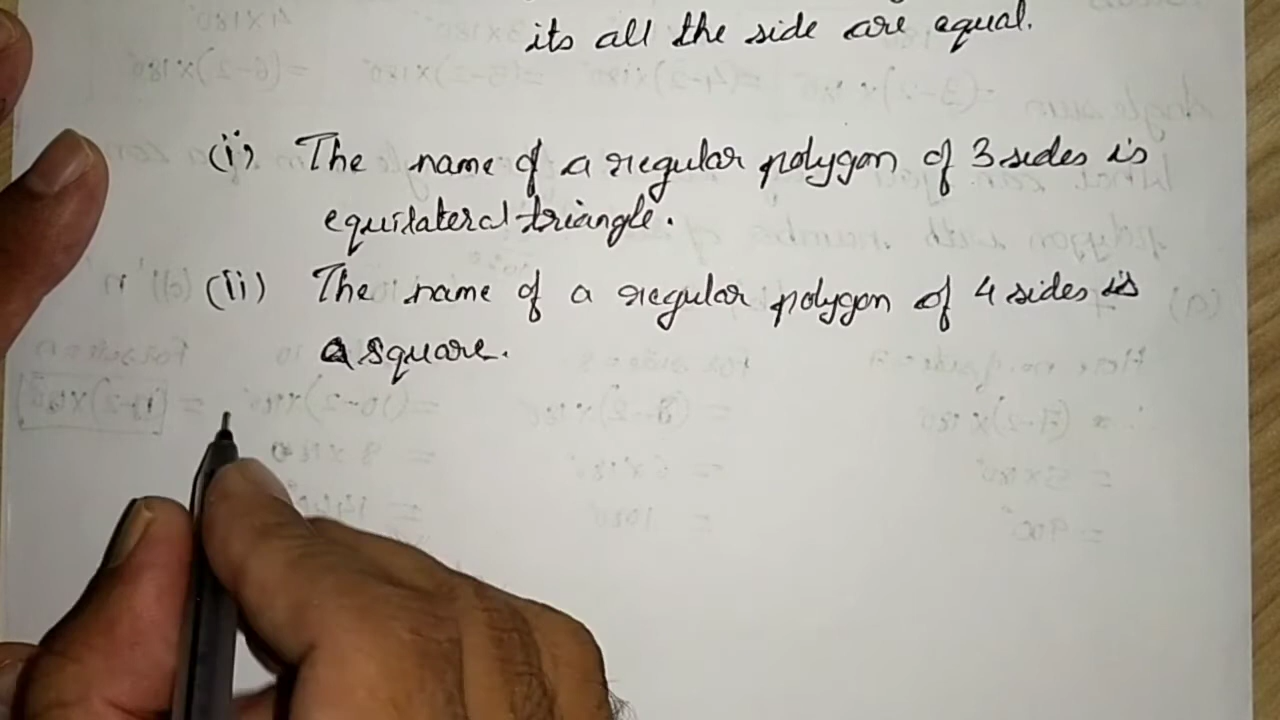 its all the side are equal.
(i) The name of a regular polygon of 3 sides is
equilateral triangle.
(ii) The name of a regular polygon of 4 sides is
a square.